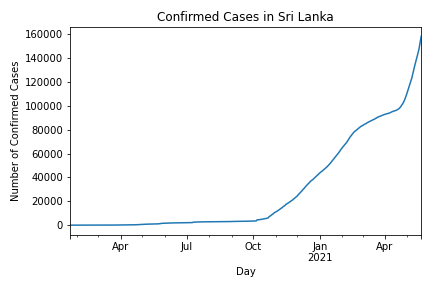 Confirmed Cases in Sri Lanka
160000
140000
120000
100000
80000
60000
40000
20000
0
Number of Confirmed Cases
Apr Jul Oct Jan Apr
2021
Day